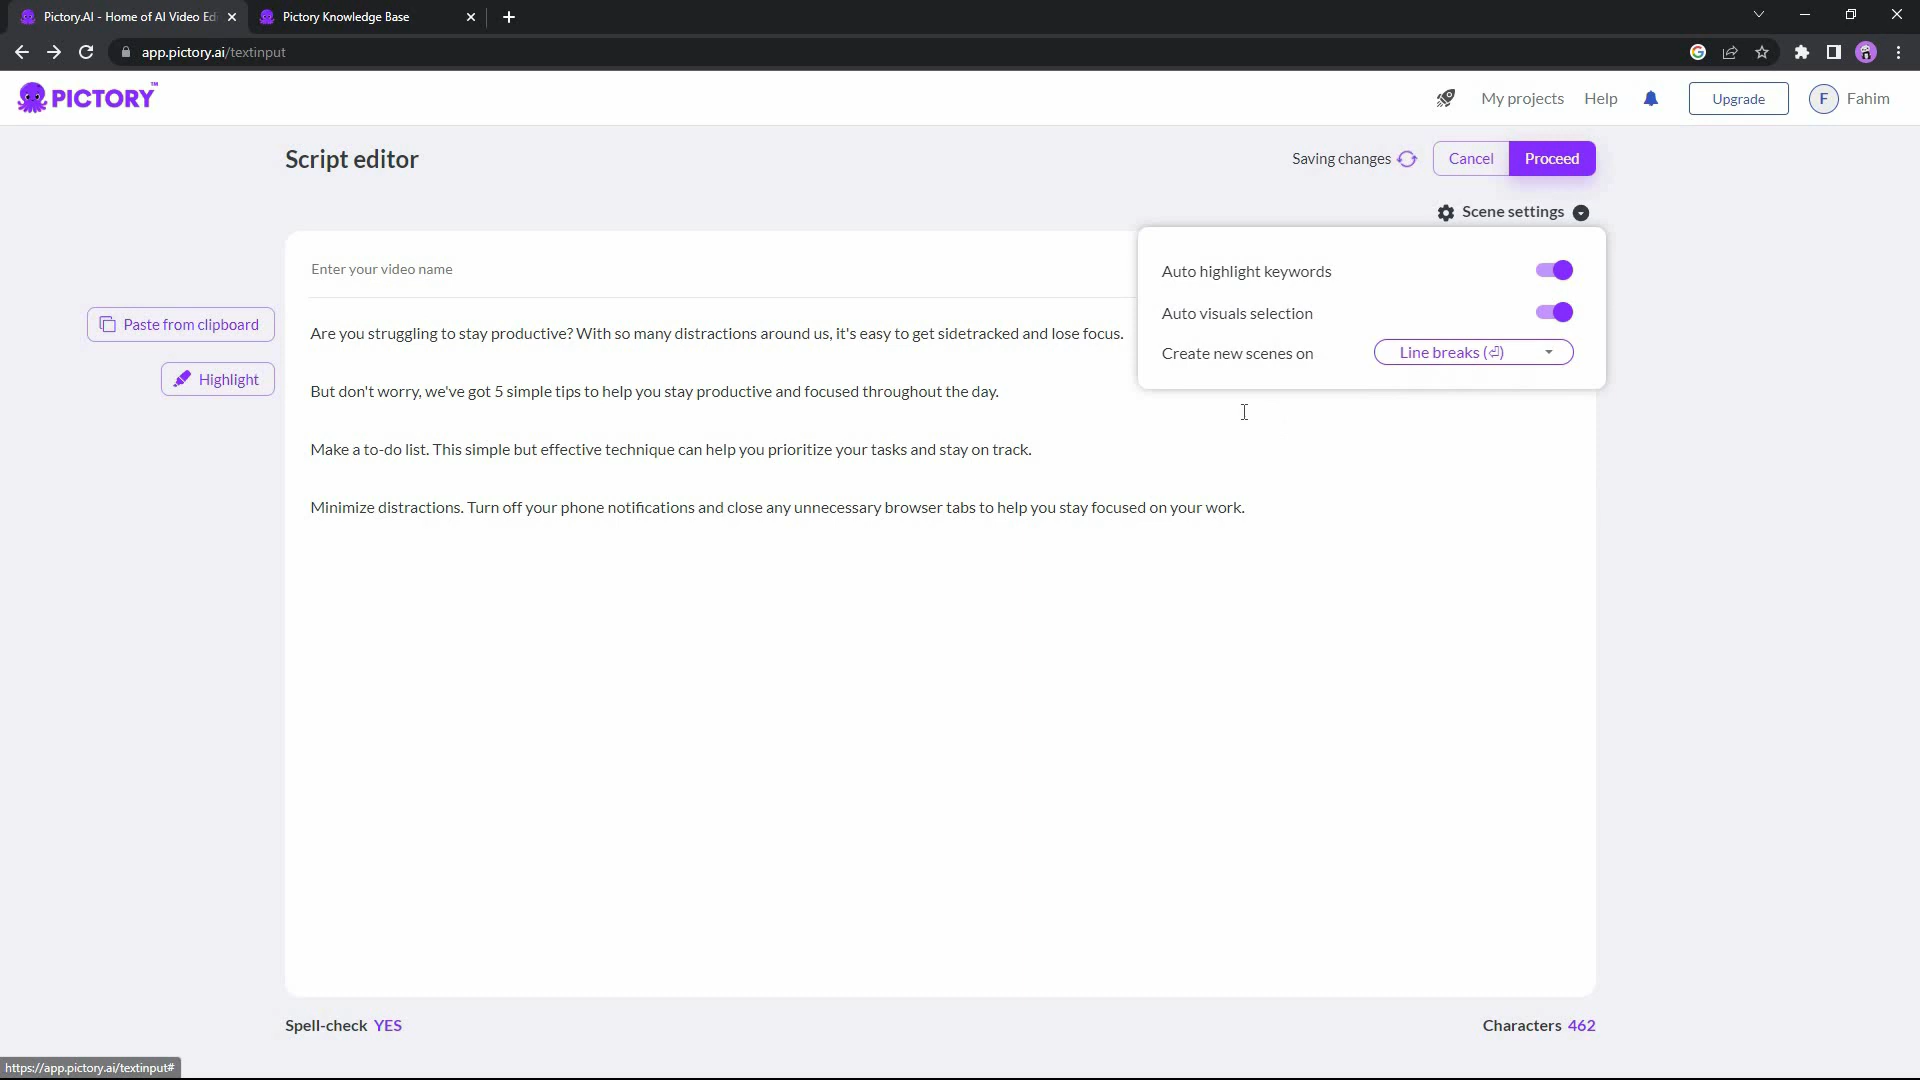 Pictory.AI - Home of AI Video Ed
Pictory Knowledge Base
app.pictory.ai/textinput
PICTORY™
My projects
Help
Upgrade
F
Fahim
Script editor
Saving changes
Cancel
Proceed
Scene settings
Enter your video name
Auto highlight keywords
Auto visuals selection
Create new scenes on
Line breaks (⏎)
Paste from clipboard
Highlight
Are you struggling to stay productive? With so many distractions around us, it's easy to get sidetracked and lose focus.
But don't worry, we've got 5 simple tips to help you stay productive and focused throughout the day.
Make a to-do list. This simple but effective technique can help you prioritize your tasks and stay on track.
Minimize distractions. Turn off your phone notifications and close any unnecessary browser tabs to help you stay focused on your work.
Spell-check YES
Characters 462
https://app.pictory.ai/textinput#